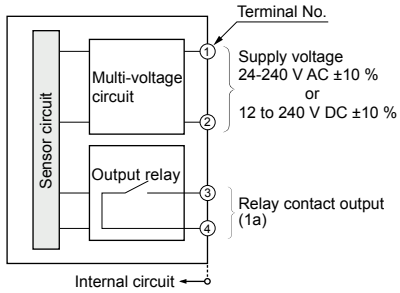 Terminal No.
1
Supply voltage
24-240 V AC ±10 %
or
12 to 240 V DC ±10 %
Multi-voltage
circuit
2
Sensor circuit
Output relay
3
Relay contact output
(1a)
4
Internal circuit